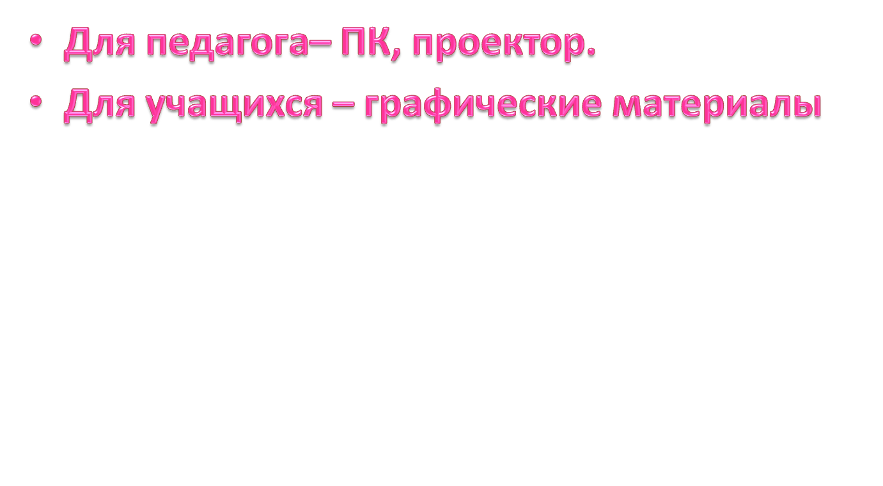 • Для педагога– ПК, проектор.
• Для учащихся – графические материалы